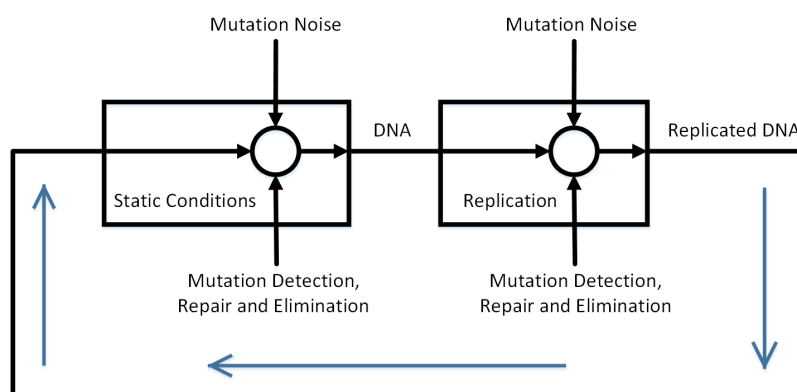 Mutation Noise
Mutation Noise
DNA
Replicated DNA
Static Conditions
Replication
Mutation Detection,
Repair and Elimination
Mutation Detection,
Repair and Elimination